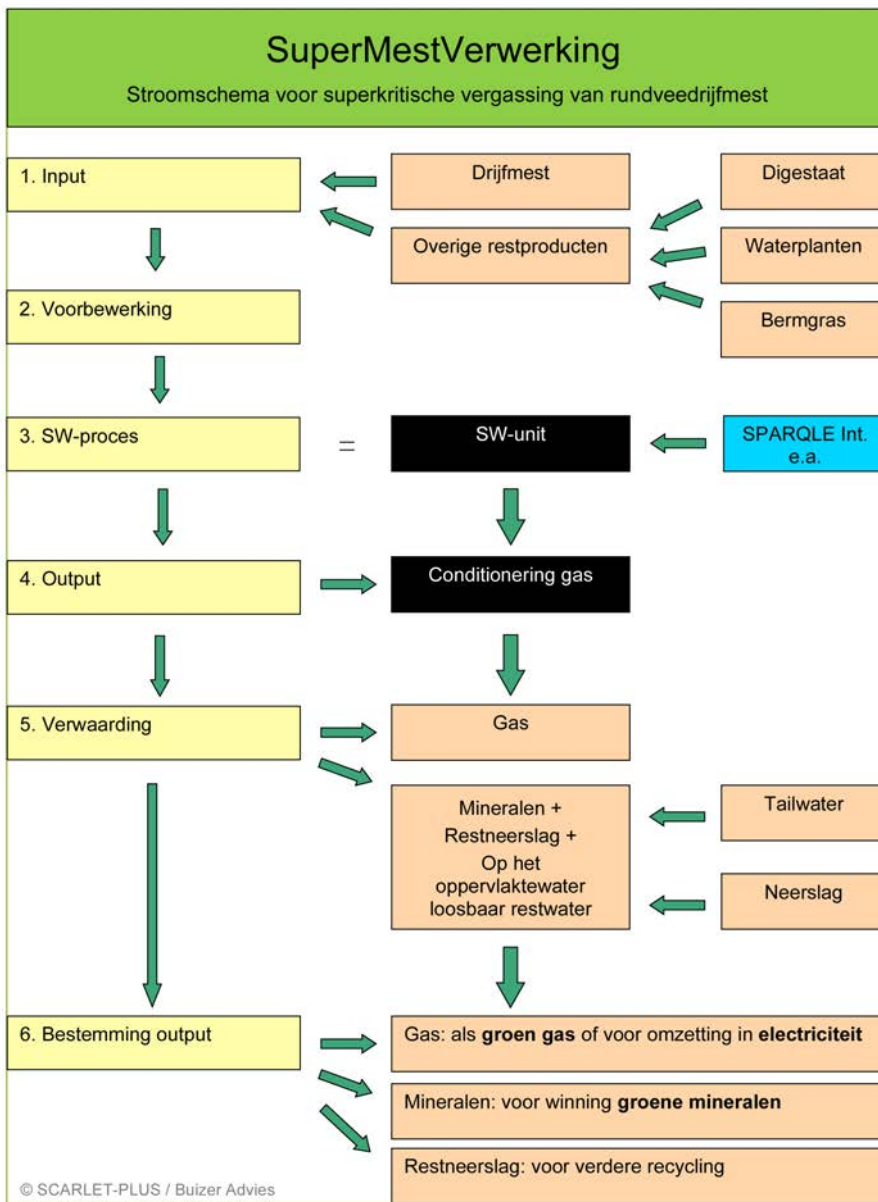 SuperMestVerwerking
Stroomschema voor superkritische vergassing van rundveedrijfmest
1. Input
Drijfmest
Digestaat
Overige restproducten
Waterplanten
2. Voorbewerking
Bermgras
3. SW-proces
=
SW-unit
SPARQLE Int.
e.a.
4. Output
Conditionering gas
5. Verwaarding
Gas
Mineralen +
Restneerslag +
Op het
oppervlaktewater
loosbaar restwater
Tailwater
Neerslag
6. Bestemming output
Gas: als groen gas of voor omzetting in electriciteit
Mineralen: voor winning groene mineralen
Restneerslag: voor verdere recycling
© SCARLET-PLUS / Buizer Advies